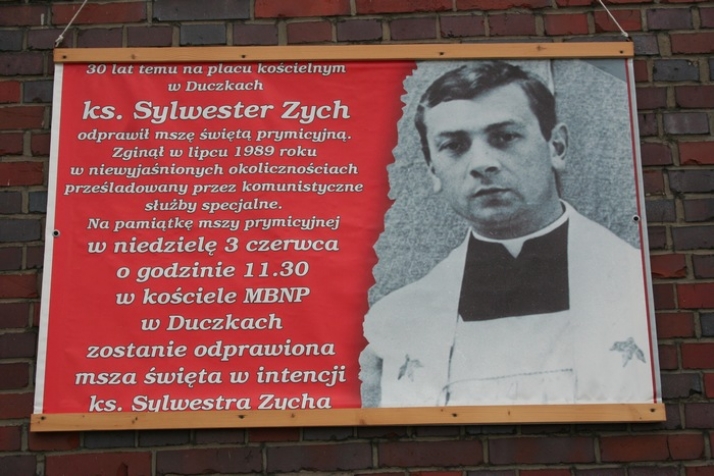 30 lat temu na placu kościelnym
w Duczkach
ks. Sylwester Zych
odprawił mszę świętą prymicyjną.
Zginął w lipcu 1989 roku
w niewyjaśnionych okolicznościach
prześladowany przez komunistyczne
służby specjalne.
Na pamiątkę mszy prymicyjnej
w niedzielę 3 czerwca
o godzinie 11.30
w kościele MBNP
w Duczkach
zostanie odprawiona
msza święta w intencji
ks. Sylwestra Zycha